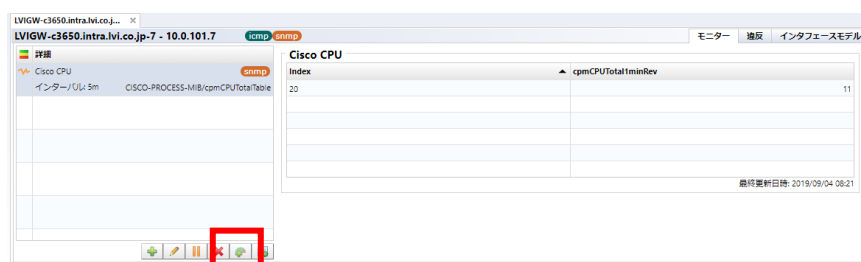 LVIGW-c3650.intra.lvi.co.j... ×
LVIGW-c3650.intra.lvi.co.jp-7 - 10.0.101.7 icmp snmp モニター 違反 インタフェースモデル
詳細
Cisco CPU snmp
インターバル: 5m CISCO-PROCESS-MIB/cpmCPUTotalTable
Cisco CPU
Index cpmCPUTotal1minRev
20 11
最終更新日時: 2019/09/04 08:21